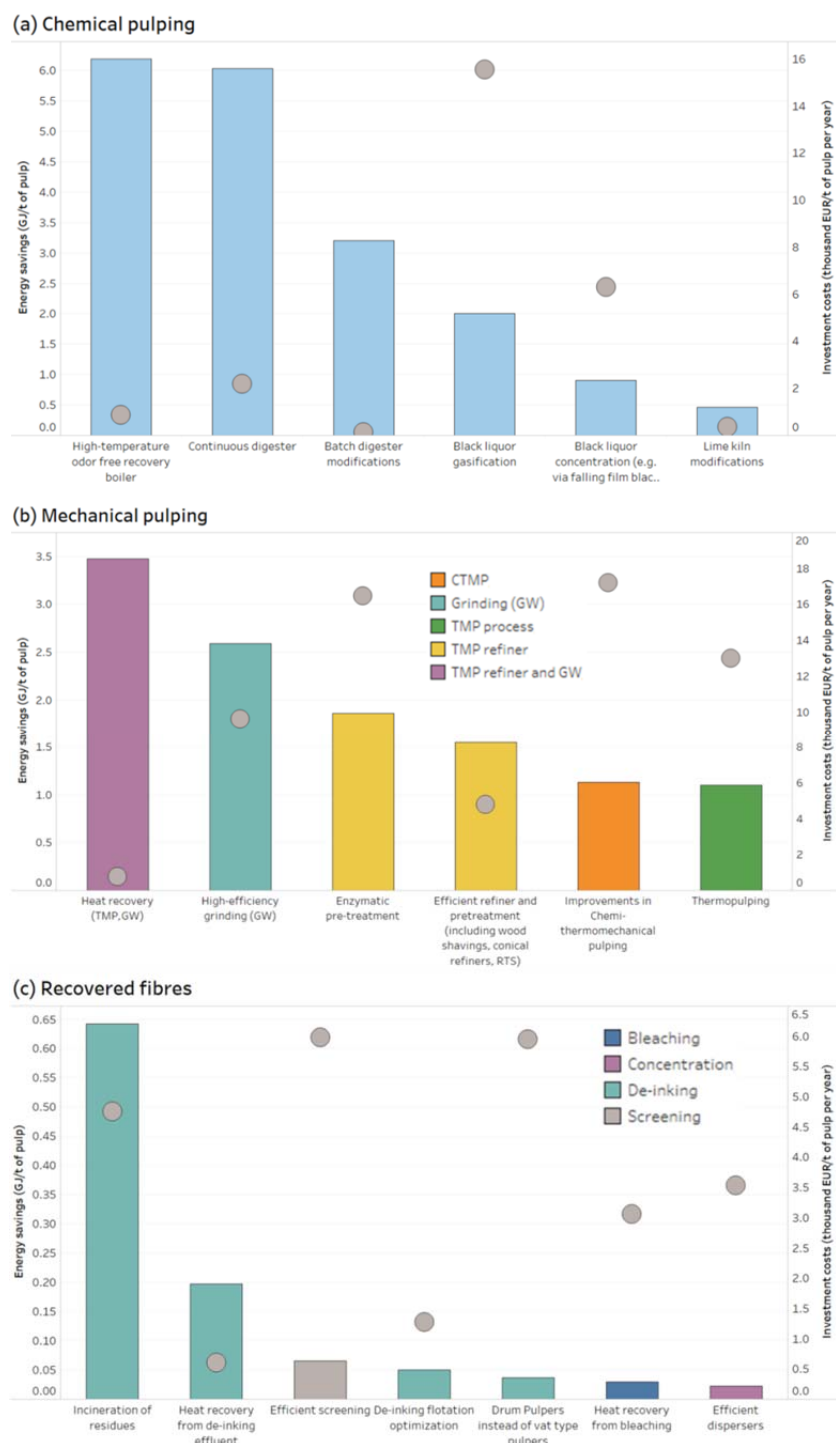 (a) Chemical pulping
Energy savings (GJ/t of pulp)
6.0
5.5
5.0
4.5
4.0
3.5
3.0
2.5
2.0
1.5
1.0
0.5
0.0
16
14
12
10
8
6
4
2
0
Investment costs (thousand EUR/t of pulp per year)
High-temperature
odor free recovery
boiler
Continuous digester
Batch digester
modifications
Black liquor
gasification
Black liquor
concentration (e.g.
via falling film blac..
Lime kiln
modifications
(b) Mechanical pulping
Energy savings (GJ/t of pulp)
3.5
3.0
2.5
2.0
1.5
1.0
0.5
0.0
CTMP
Grinding (GW)
TMP process
TMP refiner
TMP refiner and GW
20
18
16
14
12
10
8
6
4
2
0
Investment costs (thousand EUR/t of pulp per year)
Heat recovery
(TMP,GW)
High-efficiency
grinding (GW)
Enzymatic
pre-treatment
Efficient refiner and
pretreatment
(including wood
shavings, conical
refiners, RTS)
Improvements in
Chemi-
thermomechanical
pulping
Thermopulping
(c) Recovered fibres
Energy savings (GJ/t of pulp)
0.65
0.60
0.55
0.50
0.45
0.40
0.35
0.30
0.25
0.20
0.15
0.10
0.05
0.00
Bleaching
Concentration
De-inking
Screening
6.5
6.0
5.5
5.0
4.5
4.0
3.5
3.0
2.5
2.0
1.5
1.0
0.5
0.0
Investment costs (thousand EUR/t of pulp per year)
Incineration of
residues
Heat recovery
from de-inking
effluent
Efficient screening
De-inking flotation
optimization
Drum Pulpers
instead of vat type
pulpers
Heat recovery
from bleaching
Efficient
dispersers